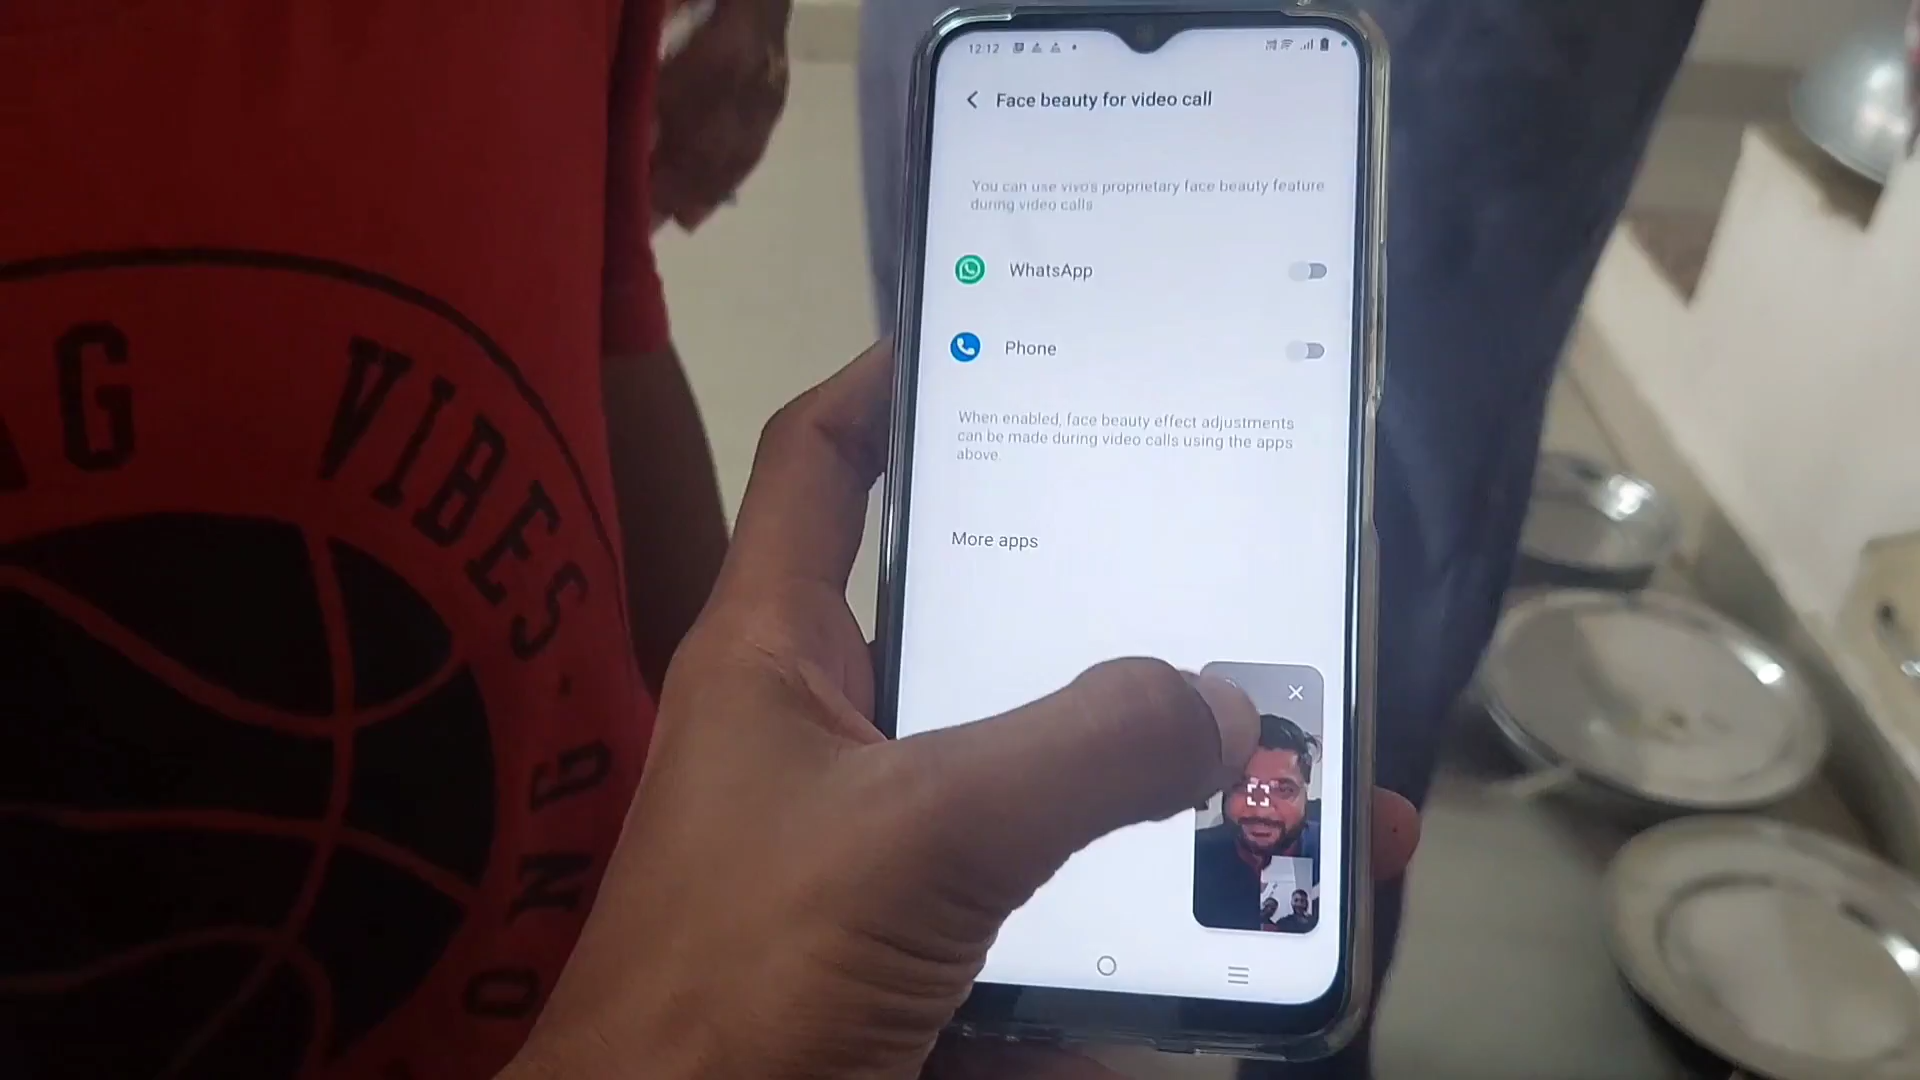 12:12
Face beauty for video call
You can use vivo's proprietary face beauty feature
during video calls
WhatsApp
Phone
When enabled, face beauty effect adjustments
can be made during video calls using the apps
above.
More apps
G VIBES